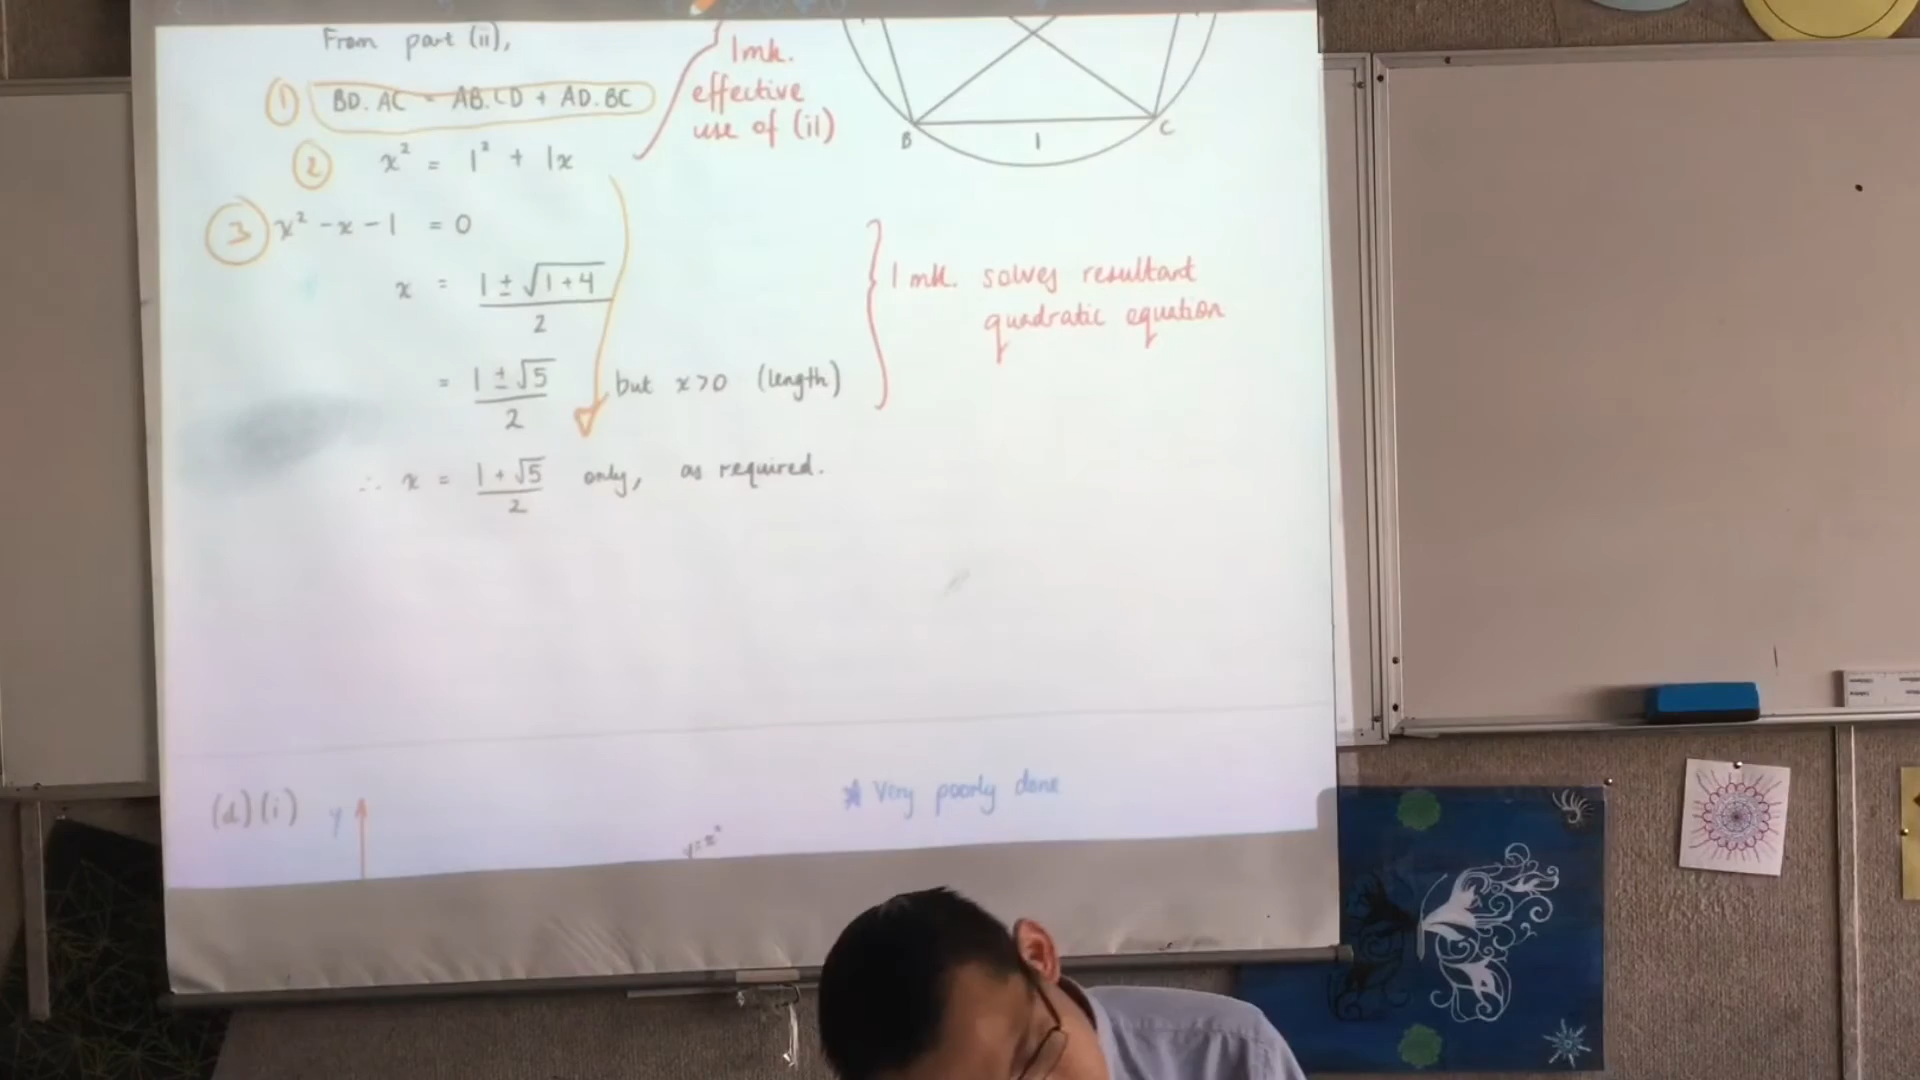 From part (ii),
1mk.
effective
use of (ii)
① BD. AC = AB. CD + AD. BC
② x² = 1² + 1x
③ x² - x - 1 = 0
x = 1 ± √1+4 / 2
= 1 ± √5 / 2 but x > 0 (length)
1 mk. solves resultant
quadratic equation
∴ x = 1 + √5 / 2 only, as required.
B
1
C
(d)(i) y
* Very poorly done